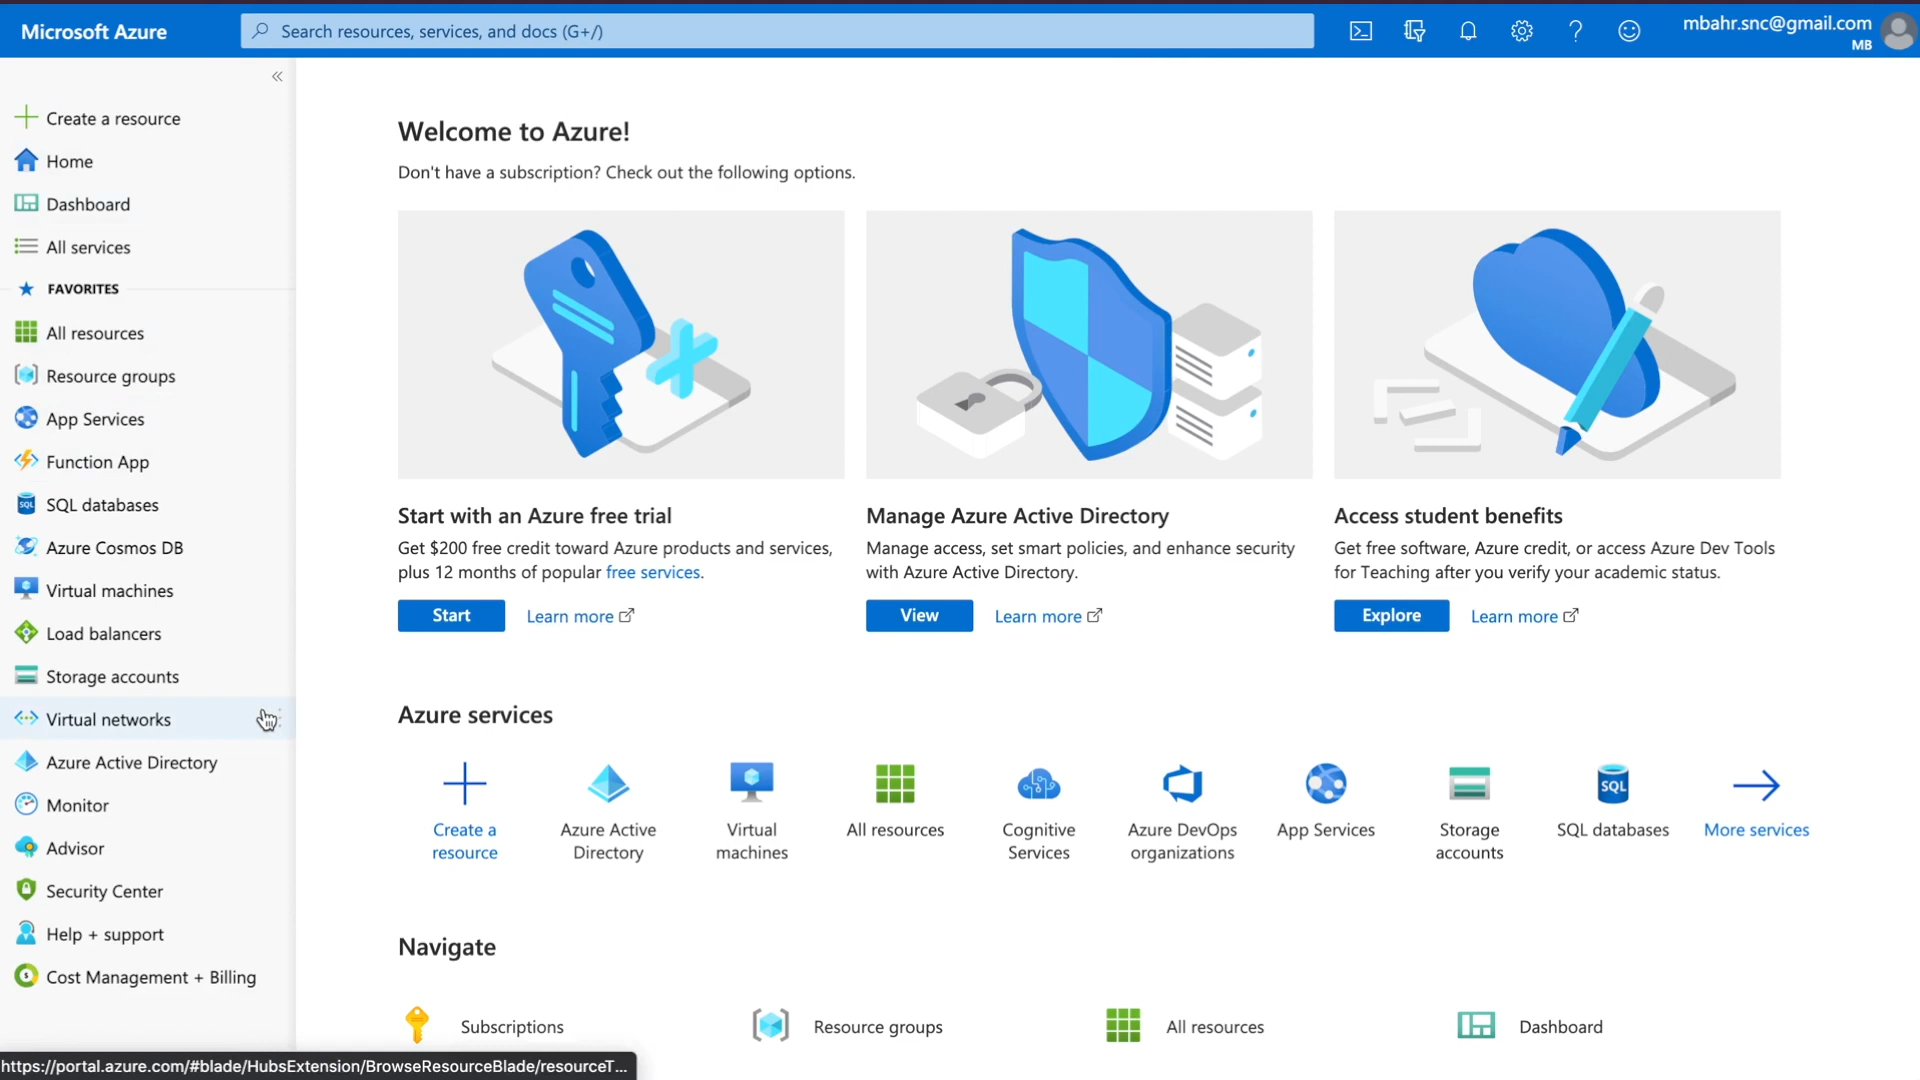 Microsoft Azure
Search resources, services, and docs (G+/)
mbahr.snc@gmail.com
MB
Create a resource
Home
Dashboard
All services
FAVORITES
All resources
Resource groups
App Services
Function App
SQL databases
Azure Cosmos DB
Virtual machines
Load balancers
Storage accounts
Virtual networks
Azure Active Directory
Monitor
Advisor
Security Center
Help + support
Cost Management + Billing
Welcome to Azure!
Don't have a subscription? Check out the following options.
Start with an Azure free trial
Get $200 free credit toward Azure products and services,
plus 12 months of popular free services.
Start
Learn more
Manage Azure Active Directory
Manage access, set smart policies, and enhance security
with Azure Active Directory.
View
Learn more
Access student benefits
Get free software, Azure credit, or access Azure Dev Tools
for Teaching after you verify your academic status.
Explore
Learn more
Azure services
Create a
resource
Azure Active
Directory
Virtual
machines
All resources
Cognitive
Services
Azure DevOps
organizations
App Services
Storage
accounts
SQL
SQL databases
More services
Navigate
Subscriptions
Resource groups
All resources
Dashboard
https://portal.azure.com/#blade/HubsExtension/BrowseResourceBlade/resourceT...